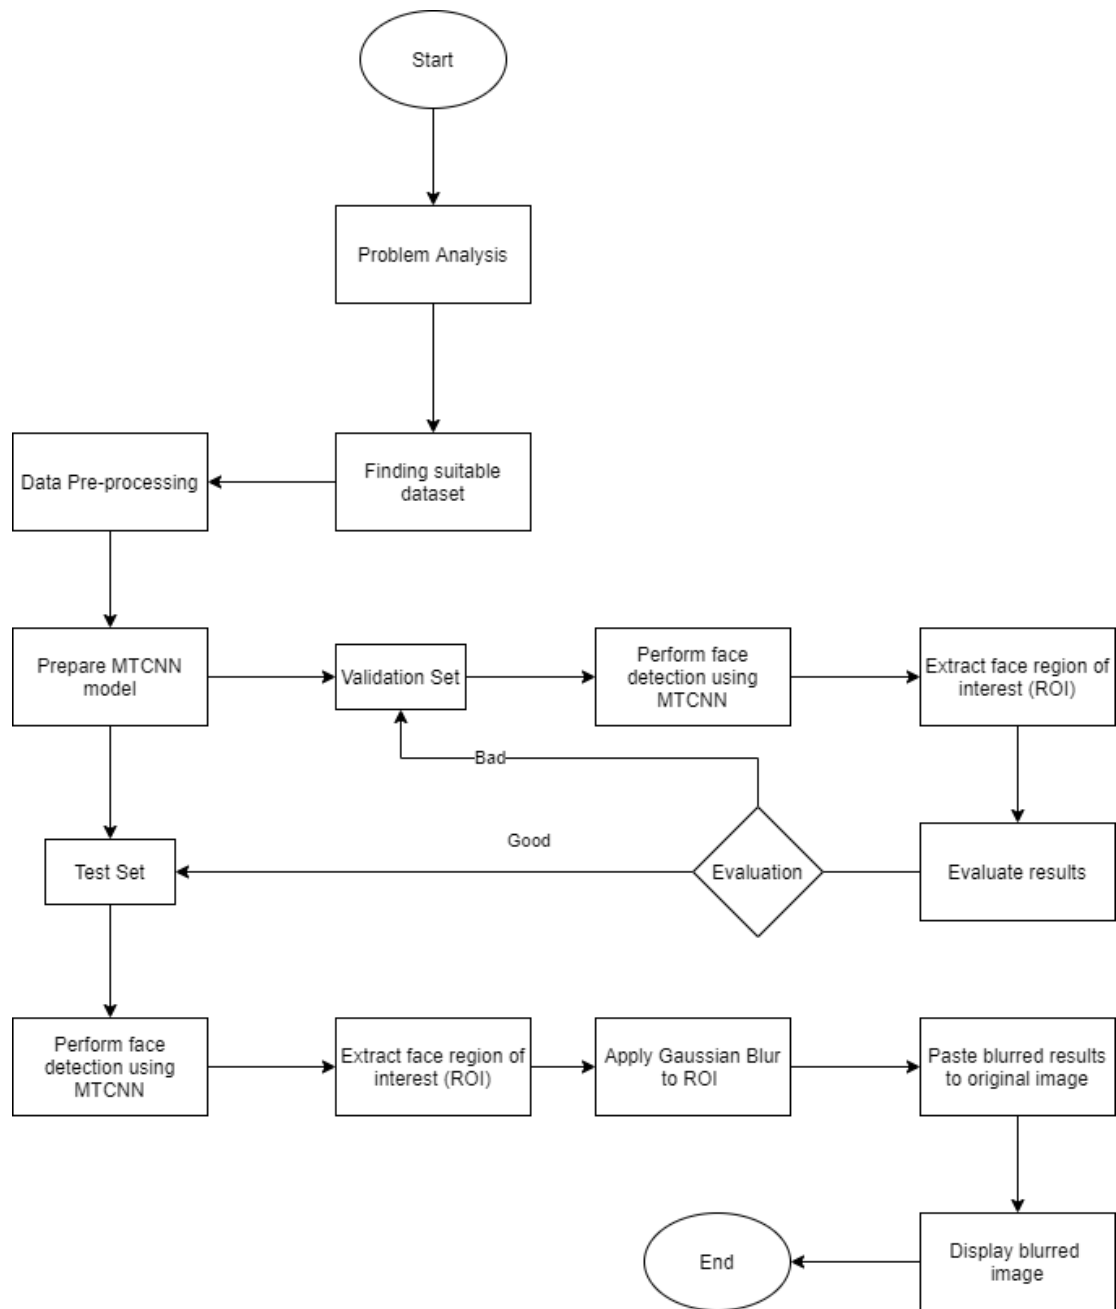 Start
Problem Analysis
Finding suitable
dataset
Data Pre-processing
Prepare MTCNN
model
Validation Set
Perform face
detection using
MTCNN
Extract face region of
interest (ROI)
Bad
Good
Test Set
Evaluation
Evaluate results
Perform face
detection using
MTCNN
Extract face region of
interest (ROI)
Apply Gaussian Blur
to ROI
Paste blurred results
to original image
End
Display blurred
image